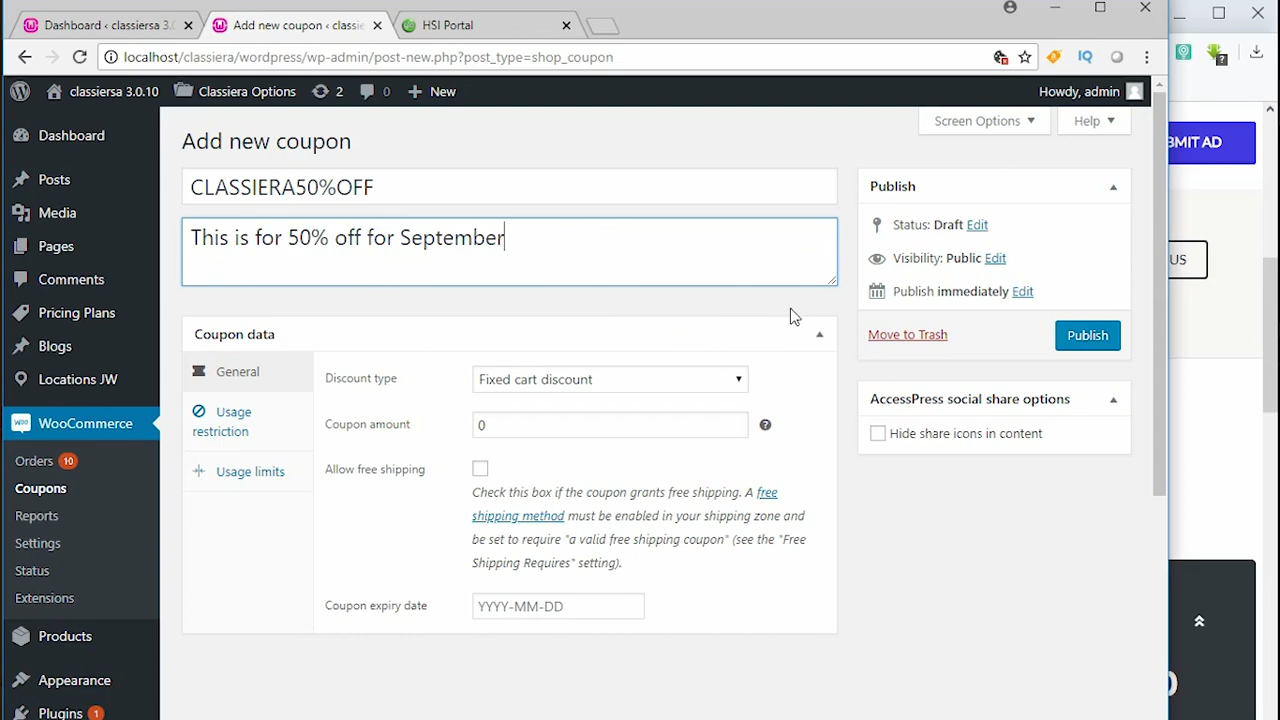 Dashboard ‹ classiersa 3.0
Add new coupon ‹ classie
HSI Portal
localhost/classiera/wordpress/wp-admin/post-new.php?post_type=shop_coupon
IQ
classiersa 3.0.10
Classiera Options
2
0
New
Howdy, admin
Screen Options
Help
Dashboard
Posts
Media
Pages
Comments
Pricing Plans
Blogs
Locations JW
WooCommerce
Orders 10
Coupons
Reports
Settings
Status
Extensions
Products
Appearance
Plugins 1
Add new coupon
CLASSIERA50%OFF
This is for 50% off for September
Coupon data
General
Usage restriction
Usage limits
Discount type
Fixed cart discount
Coupon amount
0
Allow free shipping
Check this box if the coupon grants free shipping. A free
shipping method must be enabled in your shipping zone and
be set to require "a valid free shipping coupon" (see the "Free
Shipping Requires" setting).
Coupon expiry date
YYYY-MM-DD
Publish
Status: Draft Edit
Visibility: Public Edit
Publish immediately Edit
Move to Trash
Publish
AccessPress social share options
Hide share icons in content
BMIT AD
US